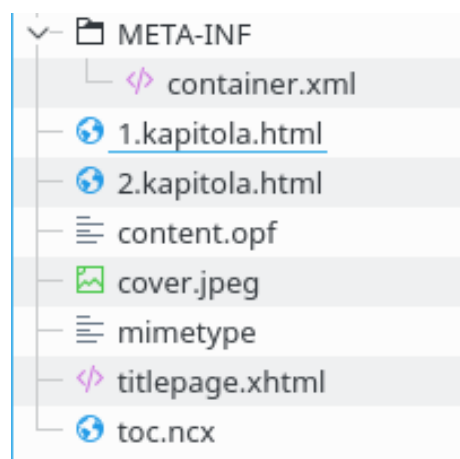 META-INF
container.xml
1.kapitola.html
2.kapitola.html
content.opf
cover.jpeg
mimetype
titlepage.xhtml
toc.ncx